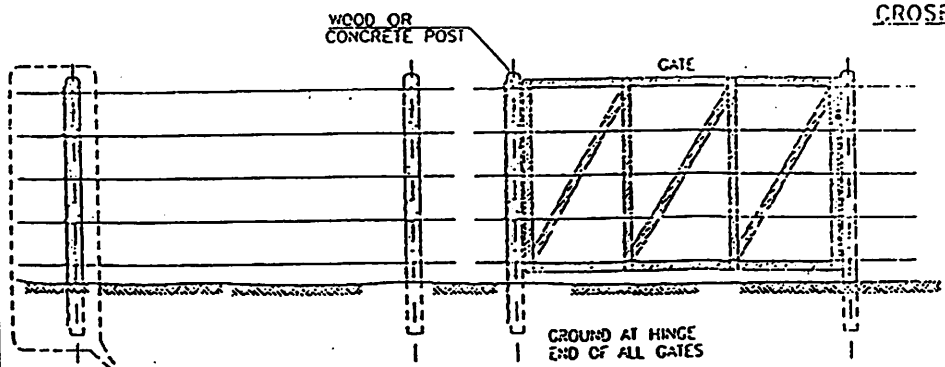 WOOD OR
CONCRETE POST
GATE
GROUND AT HINGE
END OF ALL GATES